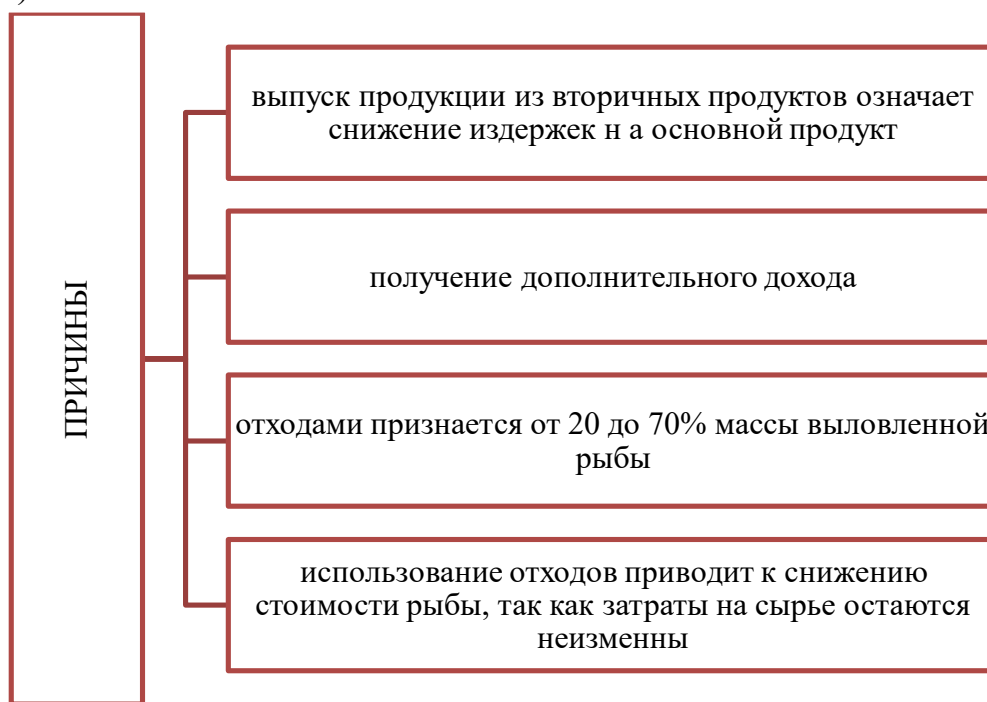 )
ПРИЧИНЫ
выпуск продукции из вторичных продуктов означает
снижение издержек н а основной продукт
получение дополнительного дохода
отходами признается от 20 до 70% массы выловленной
рыбы
использование отходов приводит к снижению
стоимости рыбы, так как затраты на сырье остаются
неизменны